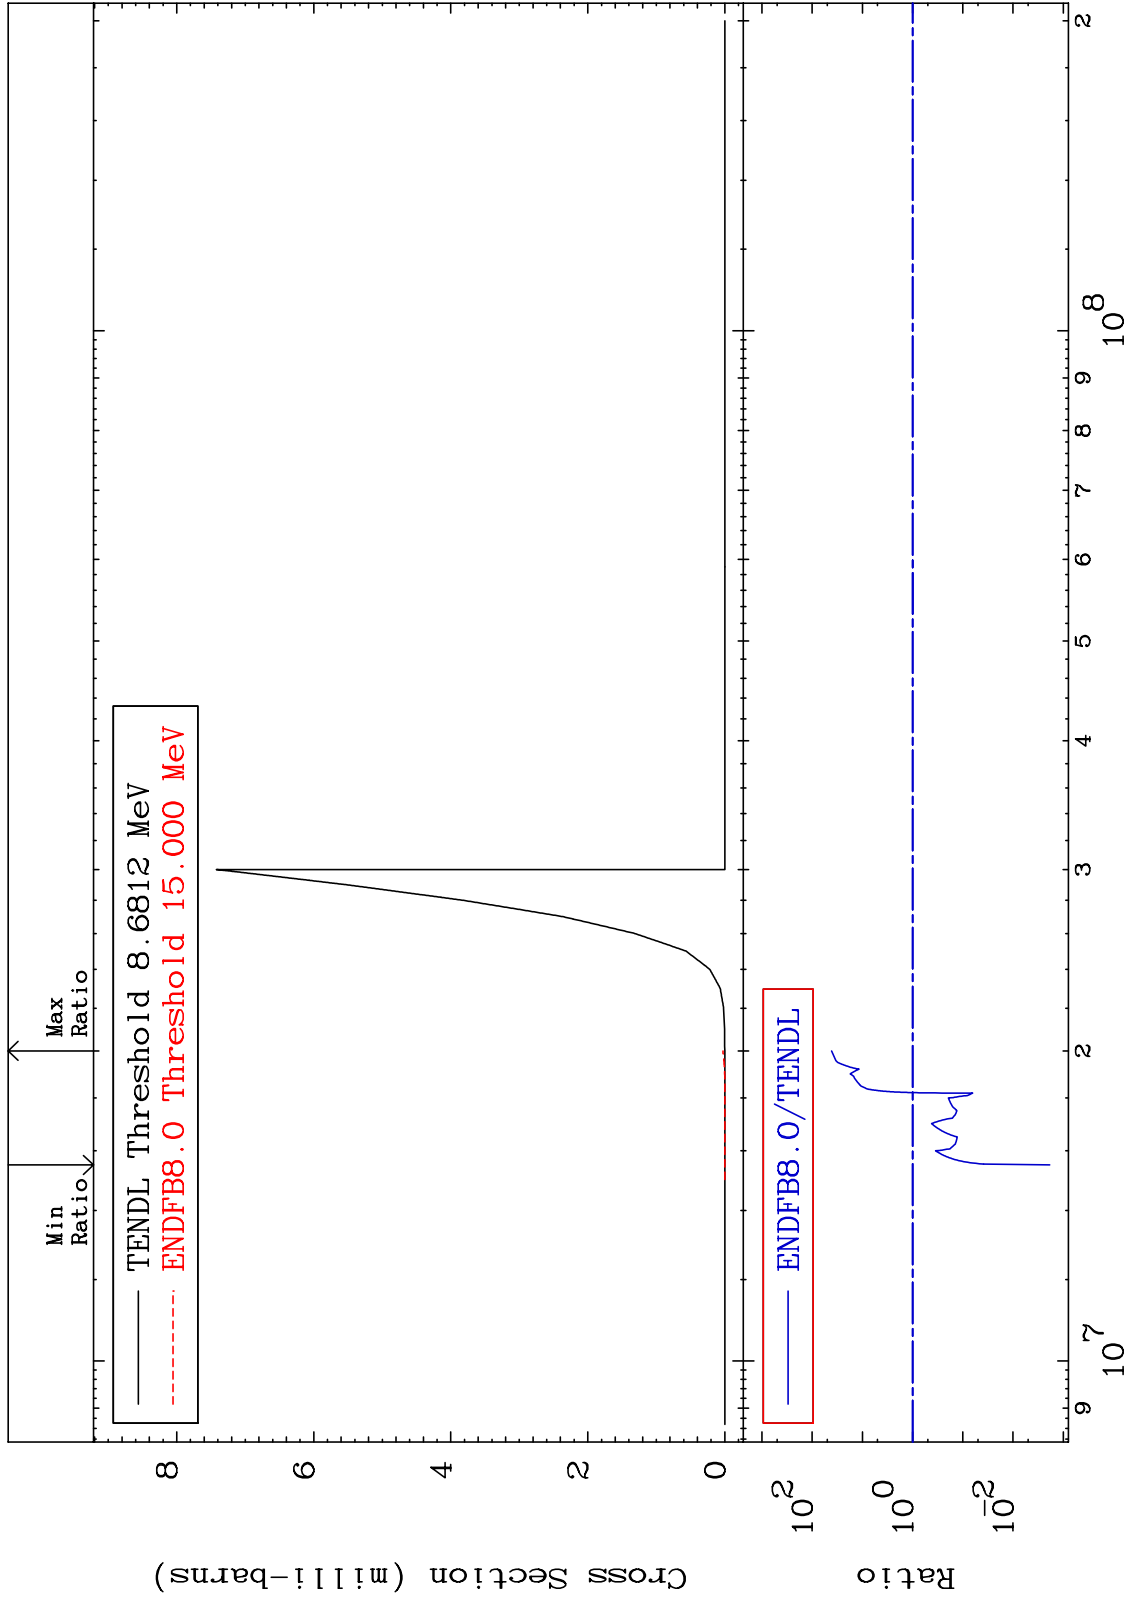 Min
Ratio
Max
Ratio
TENDL Threshold 8.6812 MeV
ENDFB8.0 Threshold 15.000 MeV
8
6
4
2
0
Cross Section (milli-barns)
ENDFB8.0/TENDL
10^2
10^0
10^-2
Ratio
9
10^7
2
3
4
5
6
7
8
9
10^8
2